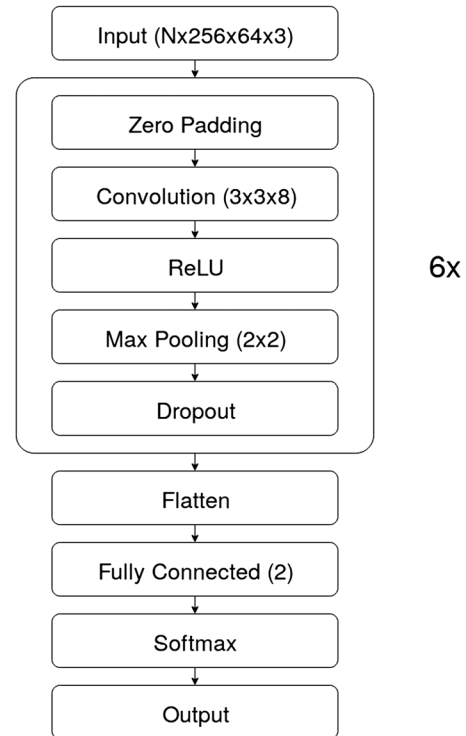 Input (Nx256x64x3)
Zero Padding
Convolution (3x3x8)
ReLU
6x
Max Pooling (2x2)
Dropout
Flatten
Fully Connected (2)
Softmax
Output